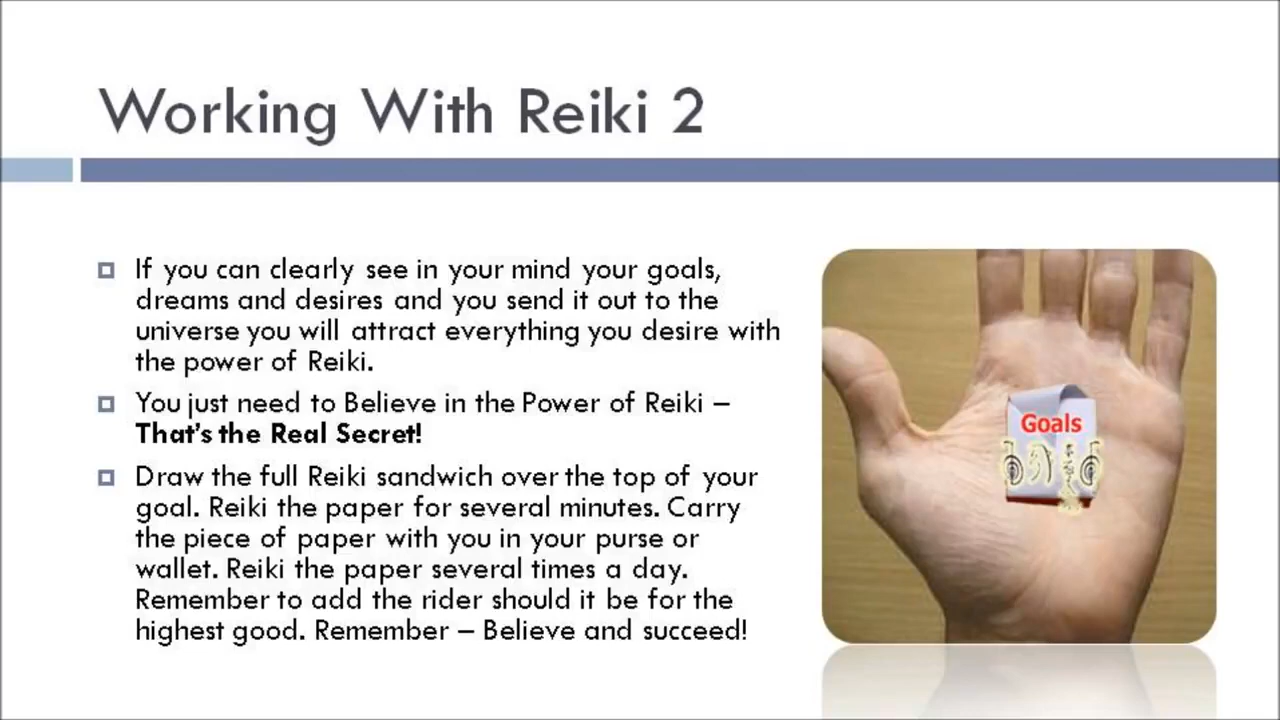 Working With Reiki 2
If you can clearly see in your mind your goals,
dreams and desires and you send it out to the
universe you will attract everything you desire with
the power of Reiki.
You just need to Believe in the Power of Reiki –
That's the Real Secret!
Draw the full Reiki sandwich over the top of your
goal. Reiki the paper for several minutes. Carry
the piece of paper with you in your purse or
wallet. Reiki the paper several times a day.
Remember to add the rider should it be for the
highest good. Remember – Believe and succeed!
Goals